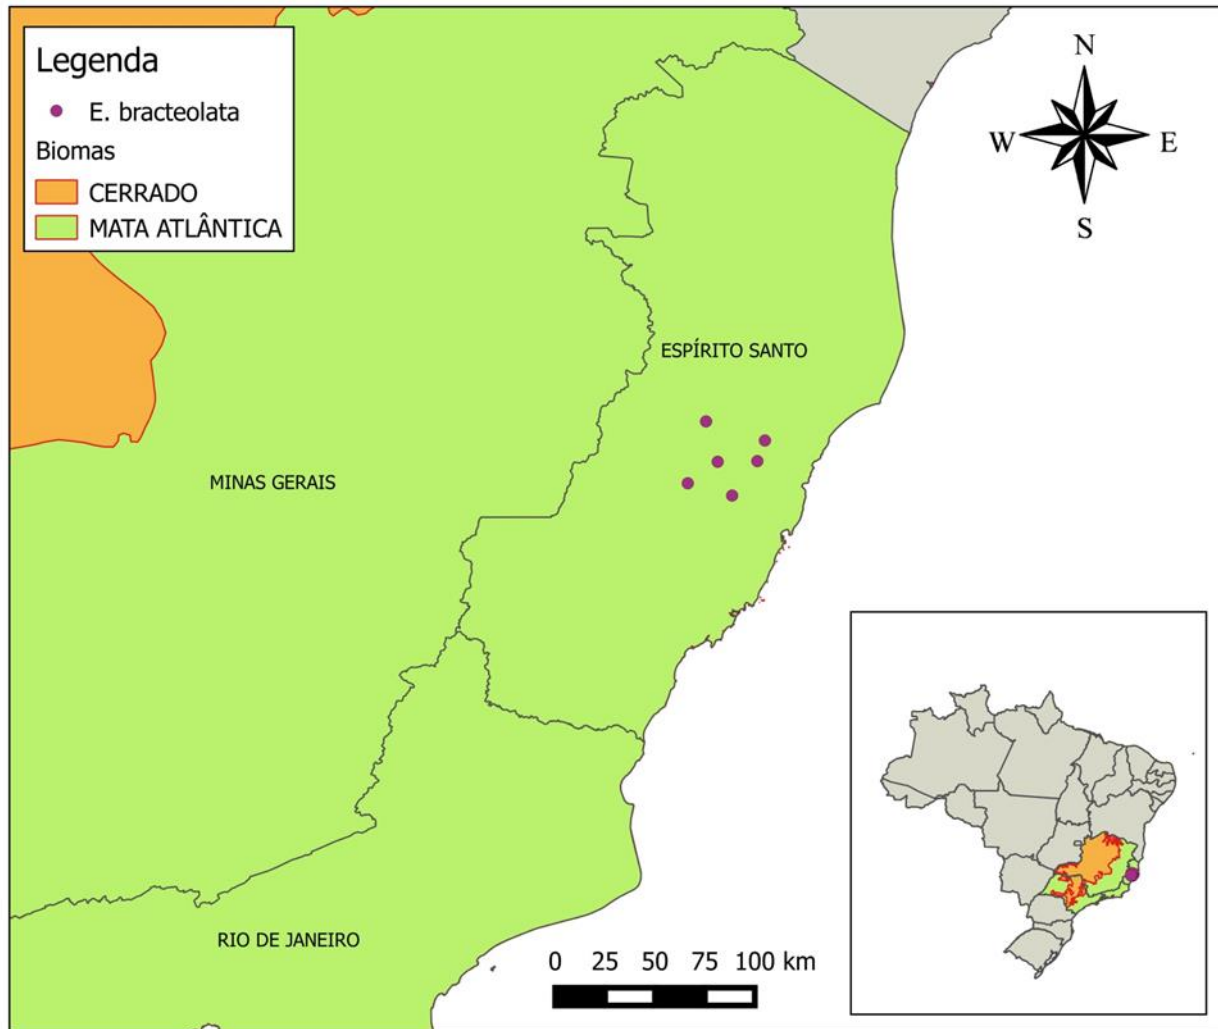 Legenda
E. bracteolata
Biomas
CERRADO
MATA ATLÂNTICA
N
W E
S
ESPÍRITO SANTO
MINAS GERAIS
RIO DE JANEIRO
0 25 50 75 100 km